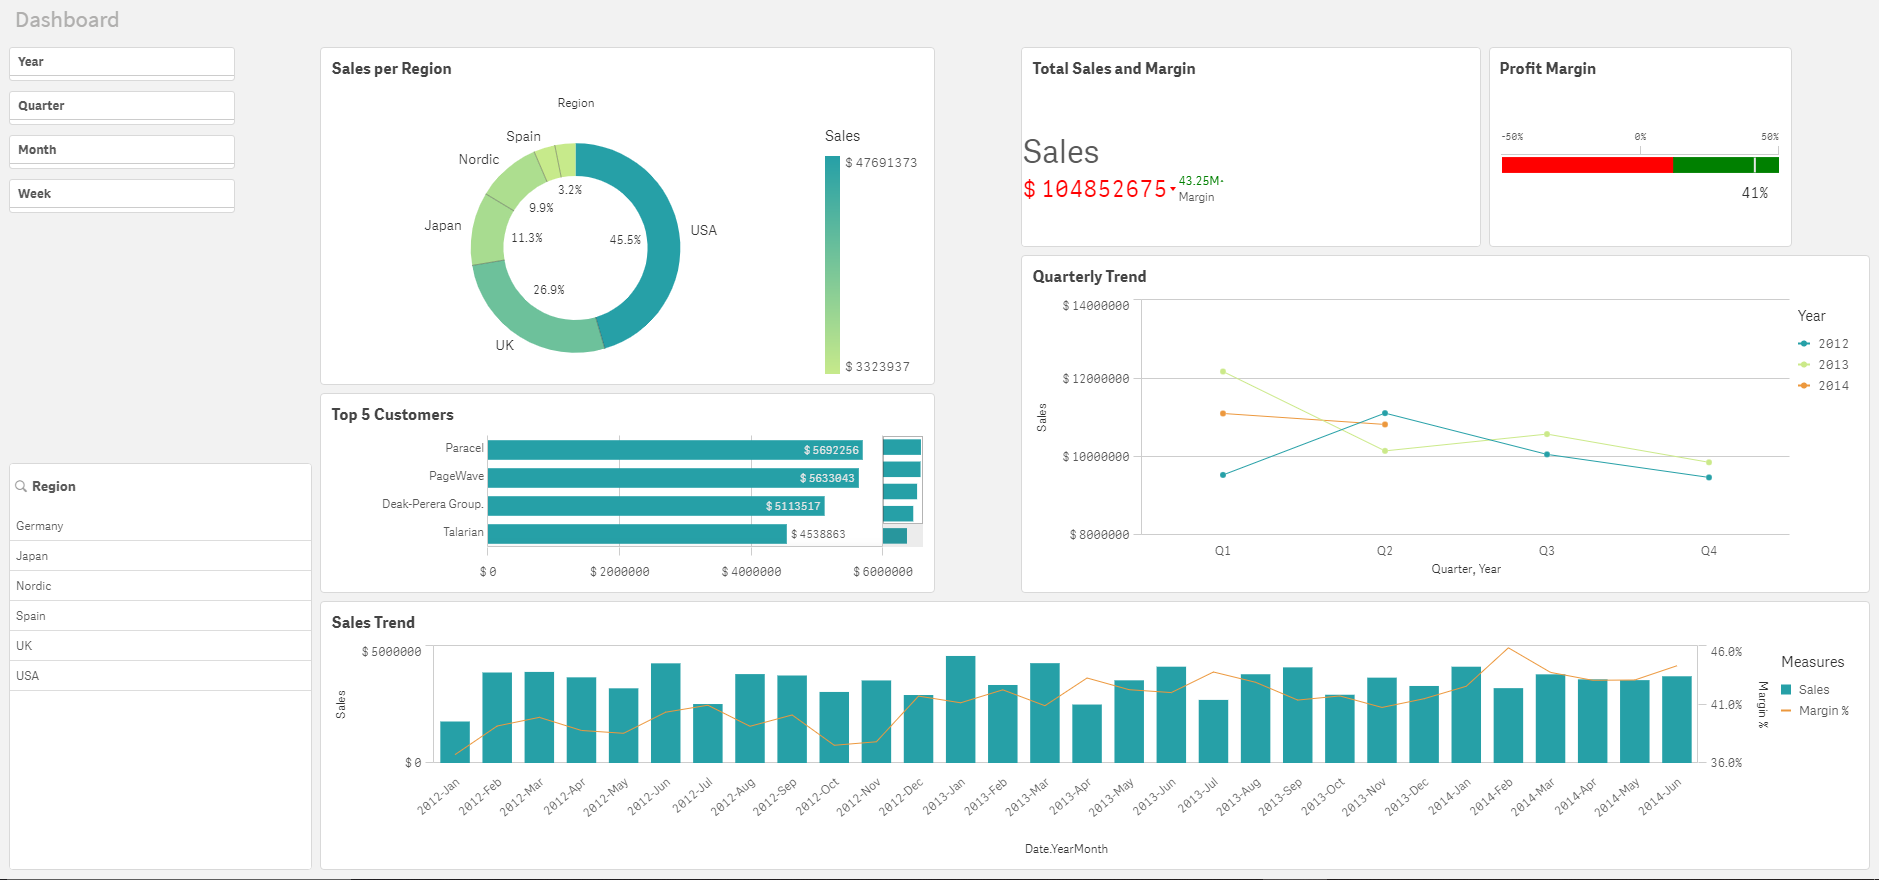 Dashboard
Year
Quarter
Month
Week
Region
Germany
Japan
Nordic
Spain
UK
USA
Sales per Region
Region
Spain
Nordic
Japan
UK
USA
3.2%
9.9%
11.3%
26.9%
45.5%
Sales
$ 47691373
$ 3323937
Top 5 Customers
Paracel
$ 5692256
PageWave
$ 5633043
Deak-Perera Group.
$ 5113517
Talarian
$ 4538863
$ 0
$ 2000000
$ 4000000
$ 6000000
Total Sales and Margin
Sales
$ 104852675
43.25M
Margin
Profit Margin
-50%
0%
50%
41%
Quarterly Trend
Sales
$ 14000000
$ 12000000
$ 10000000
$ 8000000
Q1
Q2
Q3
Q4
Quarter, Year
Year
2012
2013
2014
Sales Trend
Sales
$ 5000000
$ 0
46.0%
41.0%
36.0%
Margin %
Measures
Sales
Margin %
2012-Jan
2012-Feb
2012-Mar
2012-Apr
2012-May
2012-Jun
2012-Jul
2012-Aug
2012-Sep
2012-Oct
2012-Nov
2012-Dec
2013-Jan
2013-Feb
2013-Mar
2013-Apr
2013-May
2013-Jun
2013-Jul
2013-Aug
2013-Sep
2013-Oct
2013-Nov
2013-Dec
2014-Jan
2014-Feb
2014-Mar
2014-Apr
2014-May
2014-Jun
Date.YearMonth